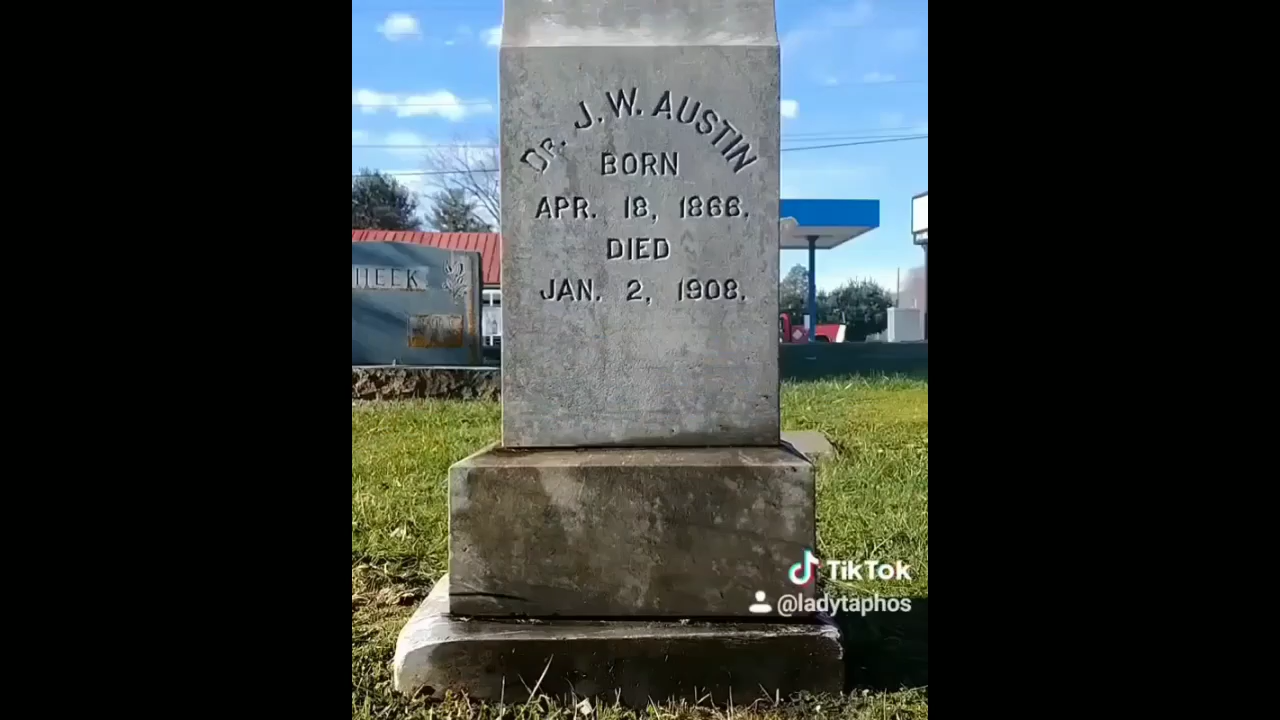 Dr. J. W. AUSTIN
BORN
APR. 18, 1866.
DIED
JAN. 2, 1908.
HEEK
TikTok
@ladytaphos